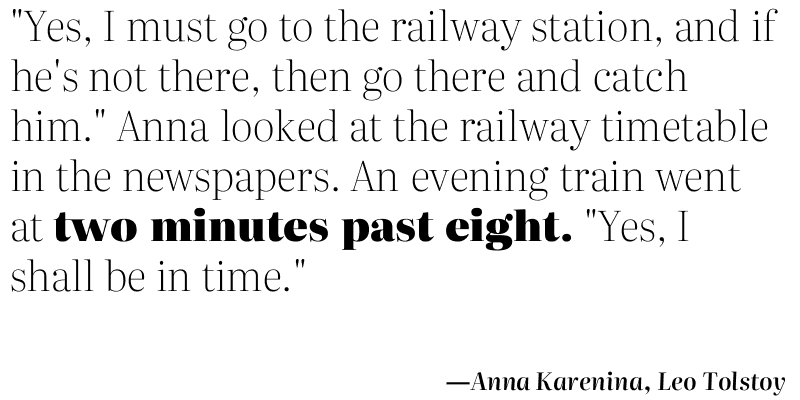 "Yes, I must go to the railway station, and if
he's not there, then go there and catch
him." Anna looked at the railway timetable
in the newspapers. An evening train went
at two minutes past eight. "Yes, I
shall be in time."
—Anna Karenina, Leo Tolstoy